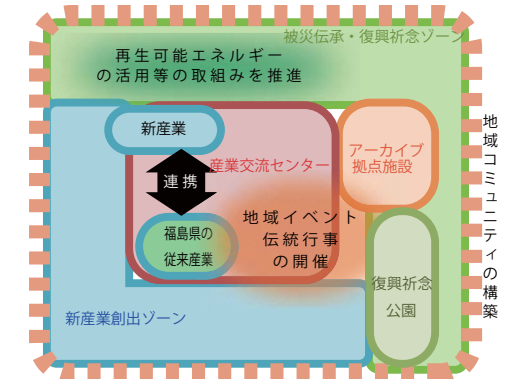 被災伝承・復興祈念ゾーン
再生可能エネルギー
の活用等の取組みを推進
新産業
産業交流センター
アーカイブ
拠点施設
連携
地域イベント
伝統行事
の開催
福島県の
従来産業
復興祈念
公園
新産業創出ゾーン
地域コミュニティの構築